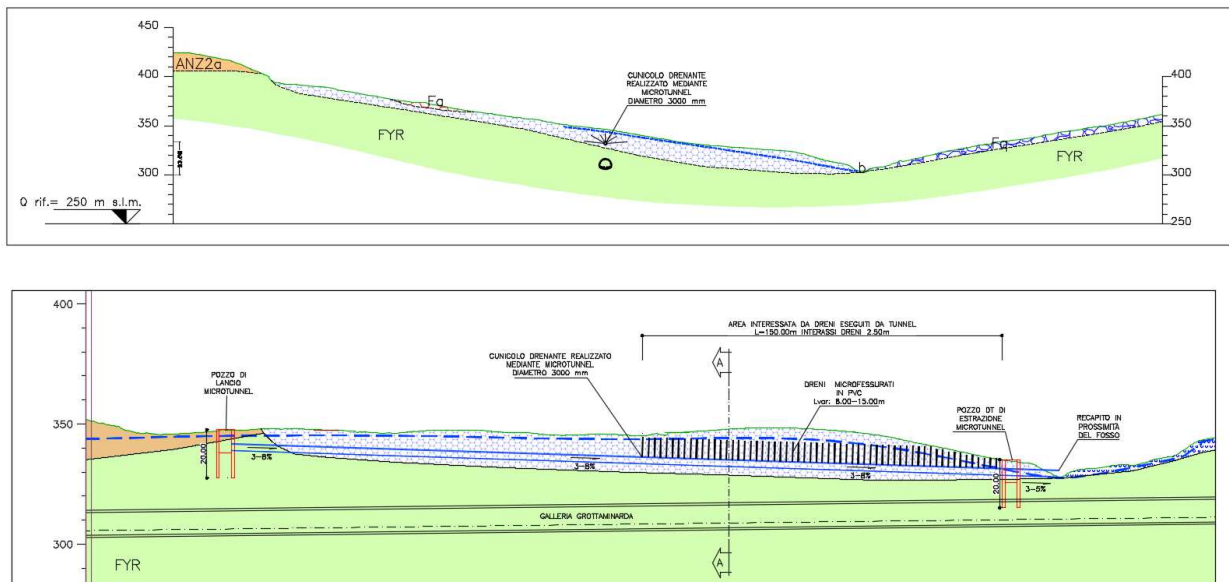 450
400
350
300
ANZ2a
FYR
Fa
CUNICOLO DRENANTE
REALIZZATO MEDIANTE
MICROTUNNEL
DIAMETRO 3000 mm
b
Fq
FYR
400
350
300
250
Q rif.= 250 m s.l.m.
400
350
300
AREA INTERESSATA DA DRENI ESEGUITI DA TUNNEL
L=150.00m INTERASSI DRENI 2.50m
CUNICOLO DRENANTE REALIZZATO
MEDIANTE MICROTUNNEL
DIAMETRO 3000 mm
A
POZZO DI
LANCIO
MICROTUNNEL
DRENI MICROFESSURATI
IN PVC
Lvar: 8.00-15.00m
POZZO DT DI
ESTRAZIONE
MICROTUNNEL
RECAPITO IN
PROSSIMITÀ
DEL FOSSO
20.00
3-8%
3-8%
3-8%
20.00
3-5%
GALLERIA GROTTAMINARDA
A
FYR